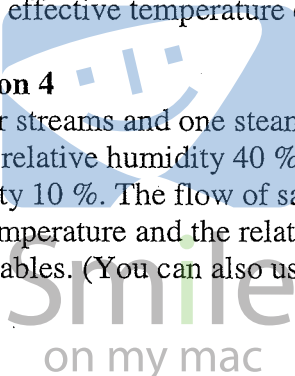 effective temperature
on 4
r streams and one stean
relative humidity 40 %
ty 10 %. The flow of sa
mperature and the relat
ables. (You can also us
Smile
on my mac